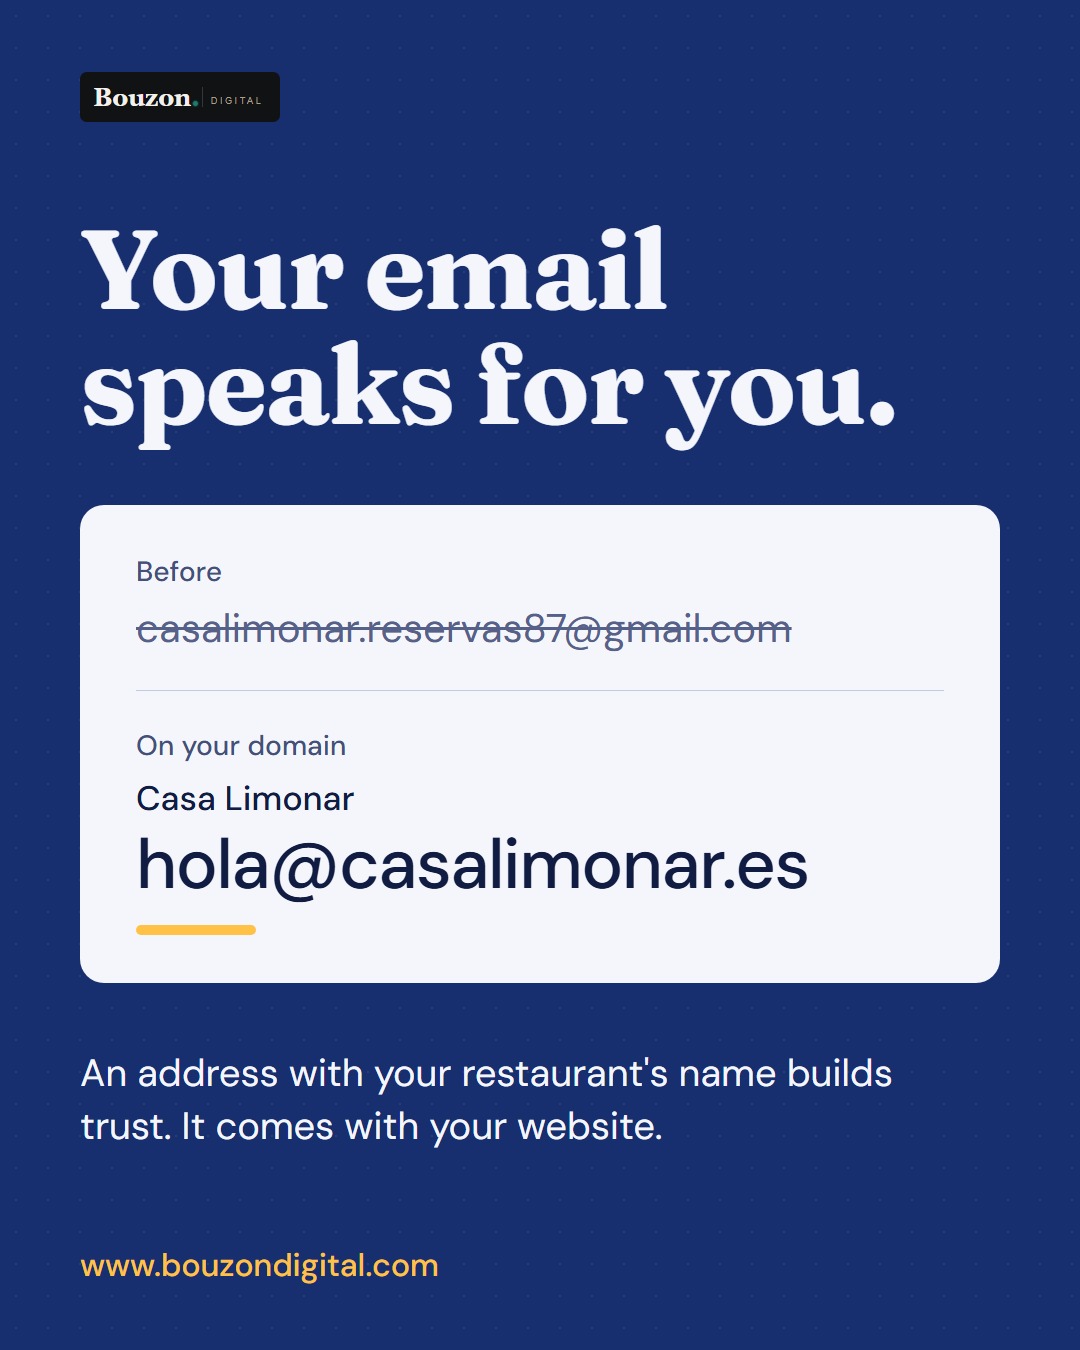 Bouzon. DIGITAL
Your email
speaks for you.
Before
casalimonar.reservas87@gmail.com
On your domain
Casa Limonar
hola@casalimonar.es
An address with your restaurant's name builds
trust. It comes with your website.
www.bouzondigital.com